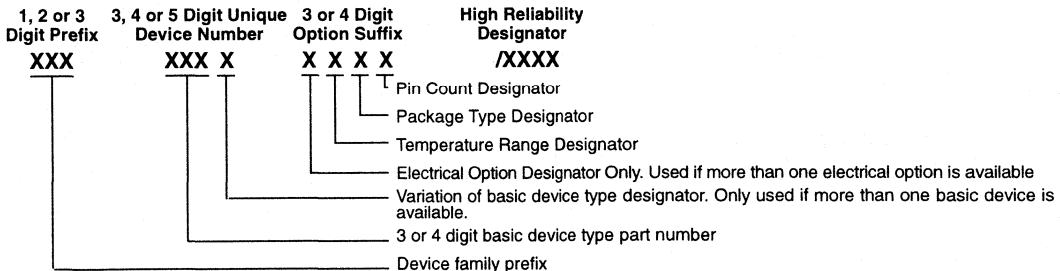 1, 2 or 3 3, 4 or 5 Digit Unique 3 or 4 Digit High Reliability
Digit Prefix Device Number Option Suffix Designator
XXX XXX X X X X X /XXXX
Pin Count Designator
Package Type Designator
Temperature Range Designator
Electrical Option Designator Only. Used if more than one electrical option is available
Variation of basic device type designator. Only used if more than one basic device is
available.
3 or 4 digit basic device type part number
Device family prefix